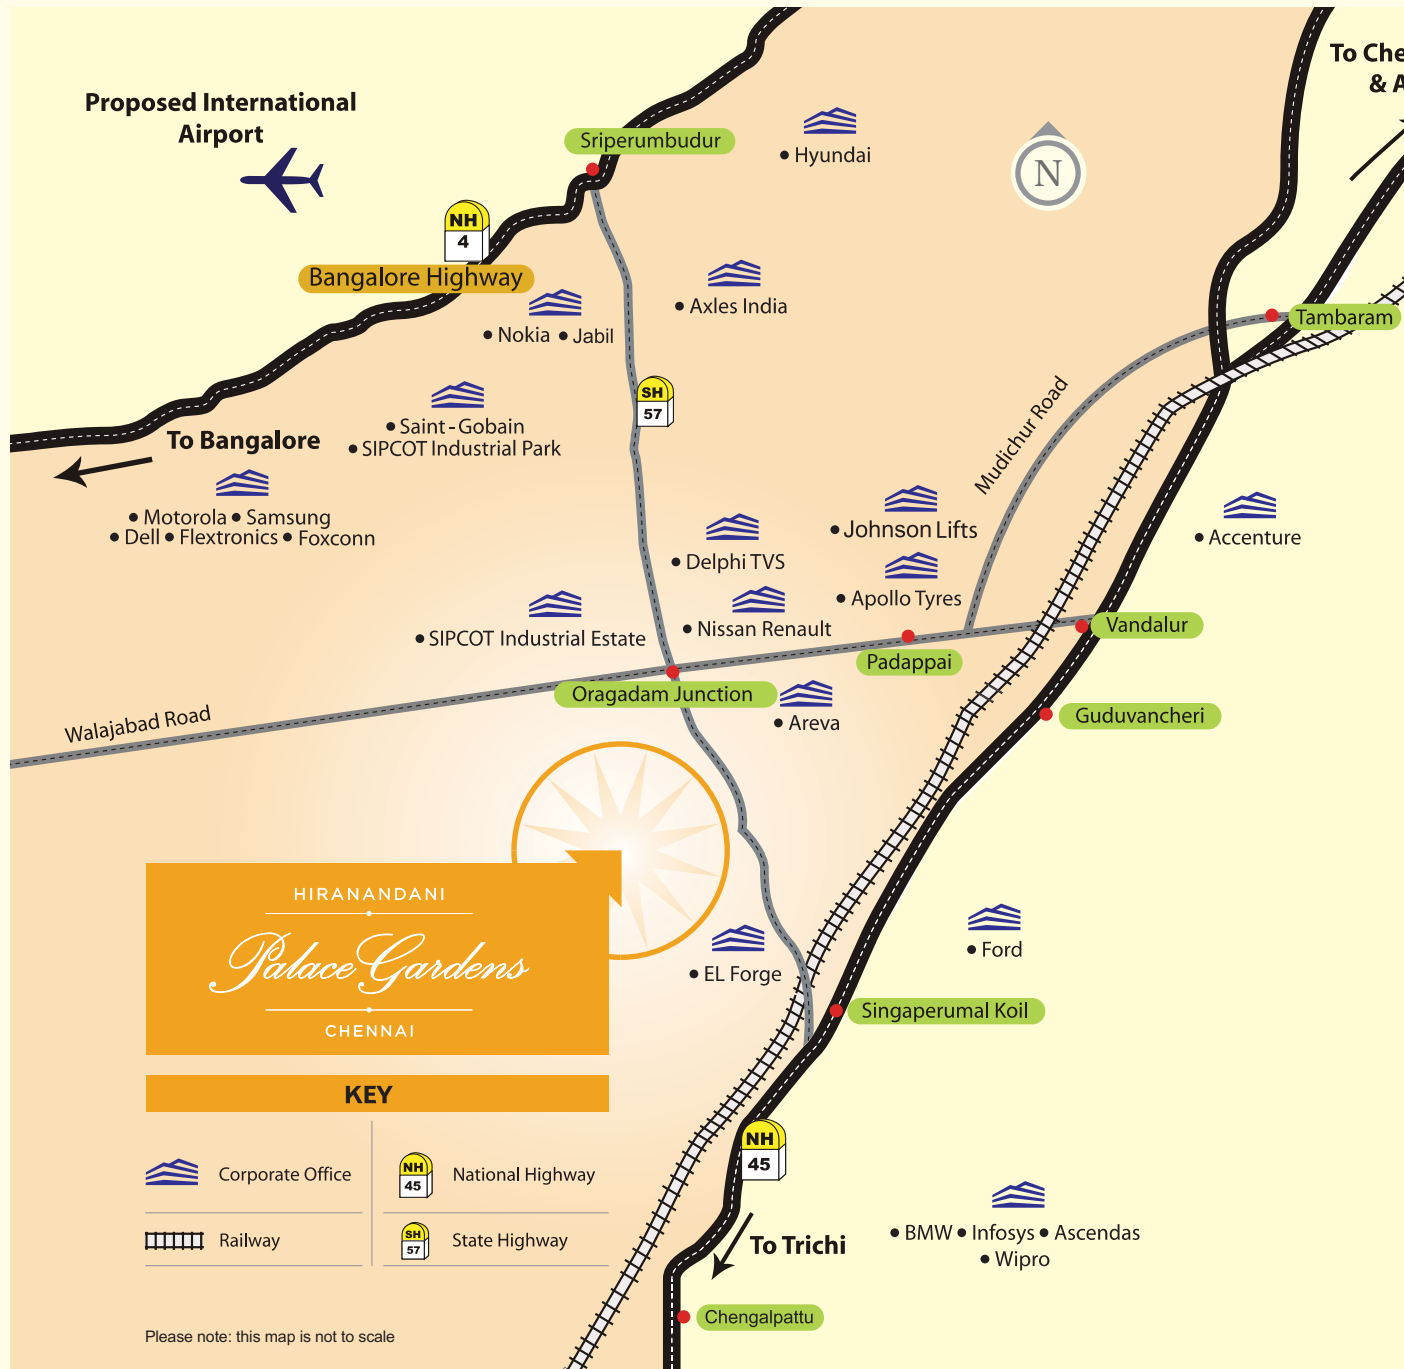 To Che
& A
Proposed International
Airport
Sriperumbudur
• Hyundai
N
NH
4
Bangalore Highway
• Axles India
• Nokia • Jabil
Tambaram
SH
57
Mudichur Road
• Saint-Gobain
• SIPCOT Industrial Park
To Bangalore
• Motorola • Samsung
• Dell • Flextronics • Foxconn
• Johnson Lifts
• Accenture
• Delphi TVS
• Apollo Tyres
• SIPCOT Industrial Estate
• Nissan Renault
Vandalur
Padappai
Oragadam Junction
Walajabad Road
• Areva
Guduvancheri
HIRANANDANI
Palace Gardens
CHENNAI
• Ford
• EL Forge
Singaperumal Koil
KEY
Corporate Office
NH
45
National Highway
Railway
SH
57
State Highway
NH
45
To Trichi
• BMW • Infosys • Ascendas
• Wipro
Chengalpattu
Please note: this map is not to scale